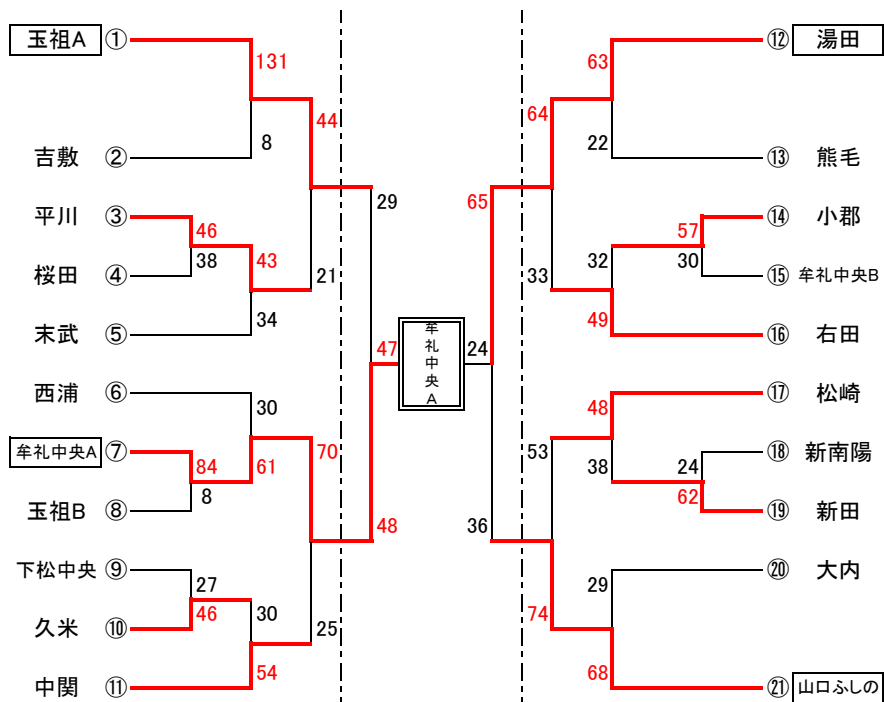 玉祖A ① 131 44 63 ⑫ 湯田
64
吉敷 ② 8 22 ⑬ 熊毛
平川 ③ 46 29 65 57 ⑭ 小郡
桜田 ④ 38 43 21 33 32 30 ⑮ 牟礼中央B
末武 ⑤ 34 49 ⑯ 右田
47 牟礼中央A 24
西浦 ⑥ 30 48 ⑰ 松崎
牟礼中央A ⑦ 84 61 70 53 38 24 ⑱ 新南陽
玉祖B ⑧ 8 48 36 62 ⑲ 新田
下松中央 ⑨ 27 29 ⑳ 大内
久米 ⑩ 46 30 25 74
中関 ⑪ 54 68 ㉑ 山口ふしの